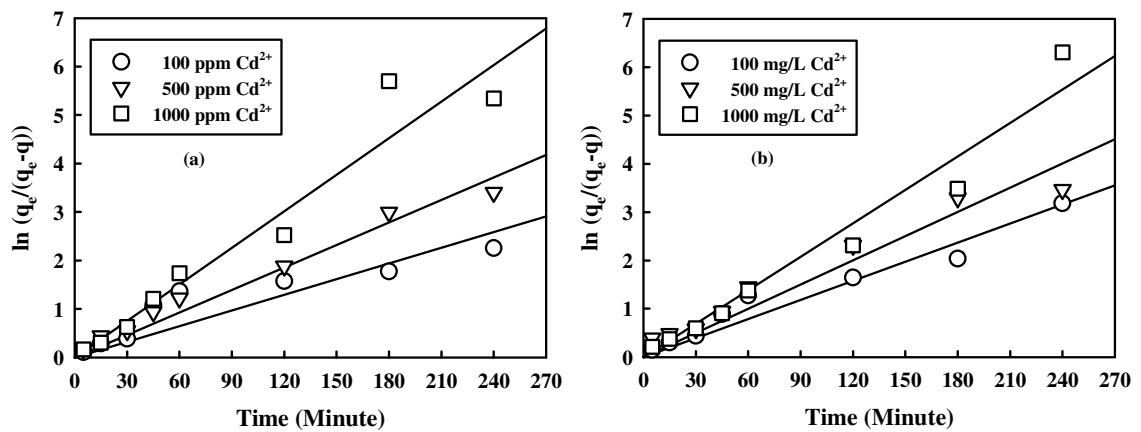 7
6
5
4
3
2
1
0
ln (qₑ/(qₑ-q))
100 ppm Cd²⁺
500 ppm Cd²⁺
1000 ppm Cd²⁺
(a)
0 30 60 90 120 150 180 210 240 270
Time (Minute)
7
6
5
4
3
2
1
0
ln (qₑ/(qₑ-q))
100 mg/L Cd²⁺
500 mg/L Cd²⁺
1000 mg/L Cd²⁺
(b)
0 30 60 90 120 150 180 210 240 270
Time (Minute)